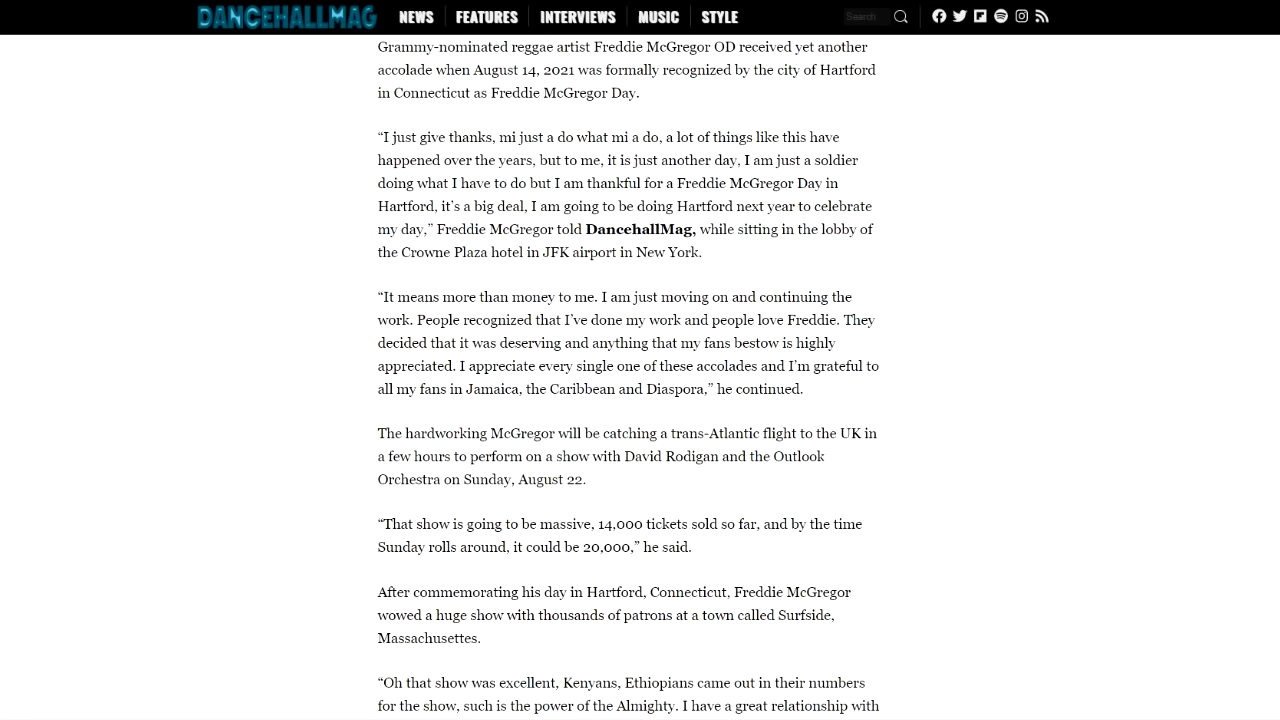 DANCEHALLMAG NEWS FEATURES INTERVIEWS MUSIC STYLE Search
Grammy-nominated reggae artist Freddie McGregor OD received yet another
accolade when August 14, 2021 was formally recognized by the city of Hartford
in Connecticut as Freddie McGregor Day.
“I just give thanks, mi just a do what mi a do, a lot of things like this have
happened over the years, but to me, it is just another day, I am just a soldier
doing what I have to do but I am thankful for a Freddie McGregor Day in
Hartford, it’s a big deal, I am going to be doing Hartford next year to celebrate
my day,” Freddie McGregor told DancehallMag, while sitting in the lobby of
the Crowne Plaza hotel in JFK airport in New York.
“It means more than money to me. I am just moving on and continuing the
work. People recognized that I’ve done my work and people love Freddie. They
decided that it was deserving and anything that my fans bestow is highly
appreciated. I appreciate every single one of these accolades and I’m grateful to
all my fans in Jamaica, the Caribbean and Diaspora,” he continued.
The hardworking McGregor will be catching a trans-Atlantic flight to the UK in
a few hours to perform on a show with David Rodigan and the Outlook
Orchestra on Sunday, August 22.
“That show is going to be massive, 14,000 tickets sold so far, and by the time
Sunday rolls around, it could be 20,000,” he said.
After commemorating his day in Hartford, Connecticut, Freddie McGregor
wowed a huge show with thousands of patrons at a town called Surfside,
Massachusettes.
“Oh that show was excellent, Kenyans, Ethiopians came out in their numbers
for the show, such is the power of the Almighty. I have a great relationship with